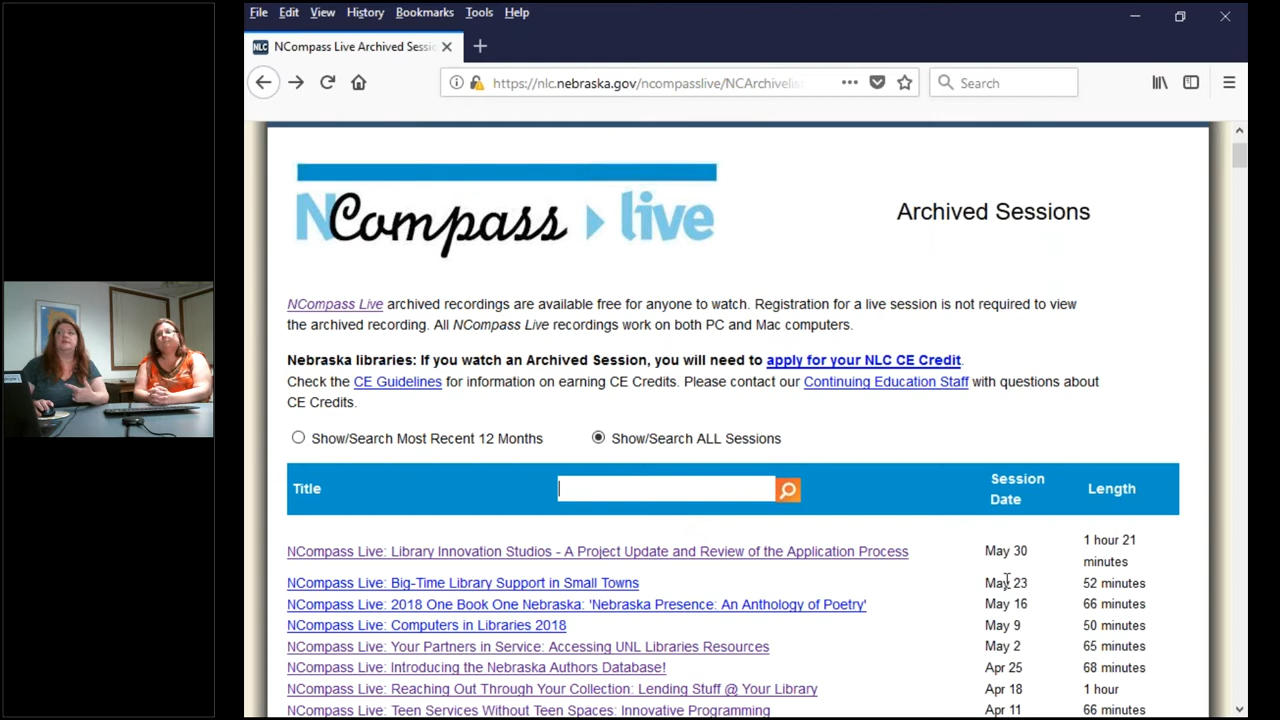 File Edit View History Bookmarks Tools Help
NLC NCompass Live Archived Sessi
https://nlc.nebraska.gov/ncompasslive/NCArchivelis
Search
NCompass live
Archived Sessions
NCompass Live archived recordings are available free for anyone to watch. Registration for a live session is not required to view
the archived recording. All NCompass Live recordings work on both PC and Mac computers.
Nebraska libraries: If you watch an Archived Session, you will need to apply for your NLC CE Credit.
Check the CE Guidelines for information on earning CE Credits. Please contact our Continuing Education Staff with questions about
CE Credits.
Show/Search Most Recent 12 Months Show/Search ALL Sessions
Title Session Date Length
NCompass Live: Library Innovation Studios - A Project Update and Review of the Application Process May 30 1 hour 21 minutes
NCompass Live: Big-Time Library Support in Small Towns May 23 52 minutes
NCompass Live: 2018 One Book One Nebraska: 'Nebraska Presence: An Anthology of Poetry' May 16 66 minutes
NCompass Live: Computers in Libraries 2018 May 9 50 minutes
NCompass Live: Your Partners in Service: Accessing UNL Libraries Resources May 2 65 minutes
NCompass Live: Introducing the Nebraska Authors Database! Apr 25 68 minutes
NCompass Live: Reaching Out Through Your Collection: Lending Stuff @ Your Library Apr 18 1 hour
NCompass Live: Teen Services Without Teen Spaces: Innovative Programming Apr 11 66 minutes